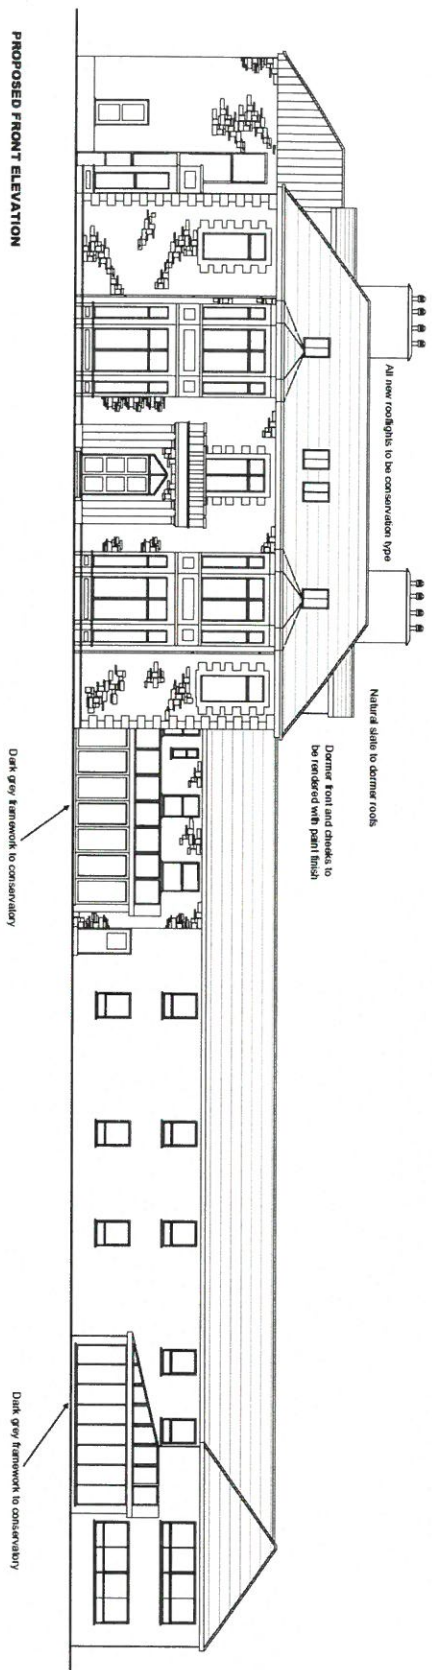 All new rooflights to be conservation type
Natural slate to dormer roofs
Dormer front and cheeks to
be rendered with paint finish
Dark grey framework to conservatory
Dark grey framework to conservatory
PROPOSED FRONT ELEVATION